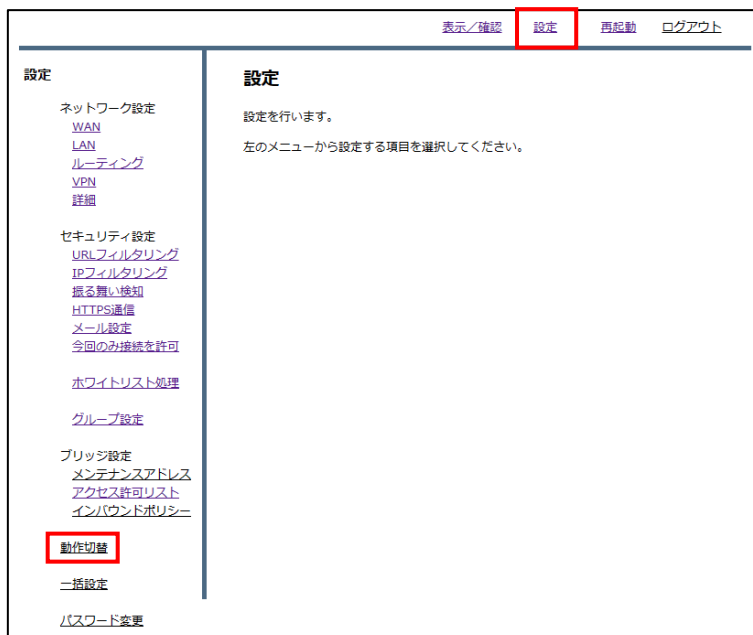 表示／確認 設定 再起動 ログアウト
設定
ネットワーク設定
WAN
LAN
ルーティング
VPN
詳細
セキュリティ設定
URLフィルタリング
IPフィルタリング
振る舞い検知
HTTPS通信
メール設定
今回のみ接続を許可
ホワイトリスト処理
グループ設定
ブリッジ設定
メンテナンスアドレス
アクセス許可リスト
インバウンドポリシー
動作切替
一括設定
パスワード変更
設定
設定を行います。
左のメニューから設定する項目を選択してください。